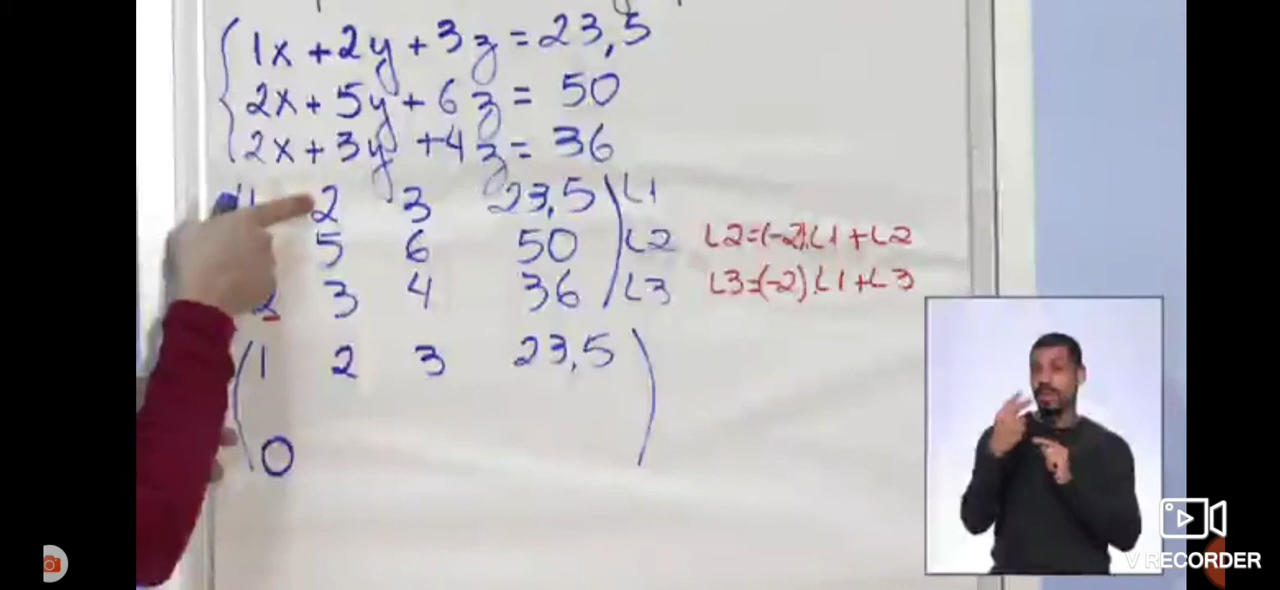 1x+2y+3z=23,5
2x+5y+6z=50
2x+3y+4z=36
1 2 3 23,5 L1
5 6 50 L2 L2=(-2).L1+L2
2 3 4 36 L3 L3=(-2).L1+L3
1 2 3 23,5
0
V RECORDER